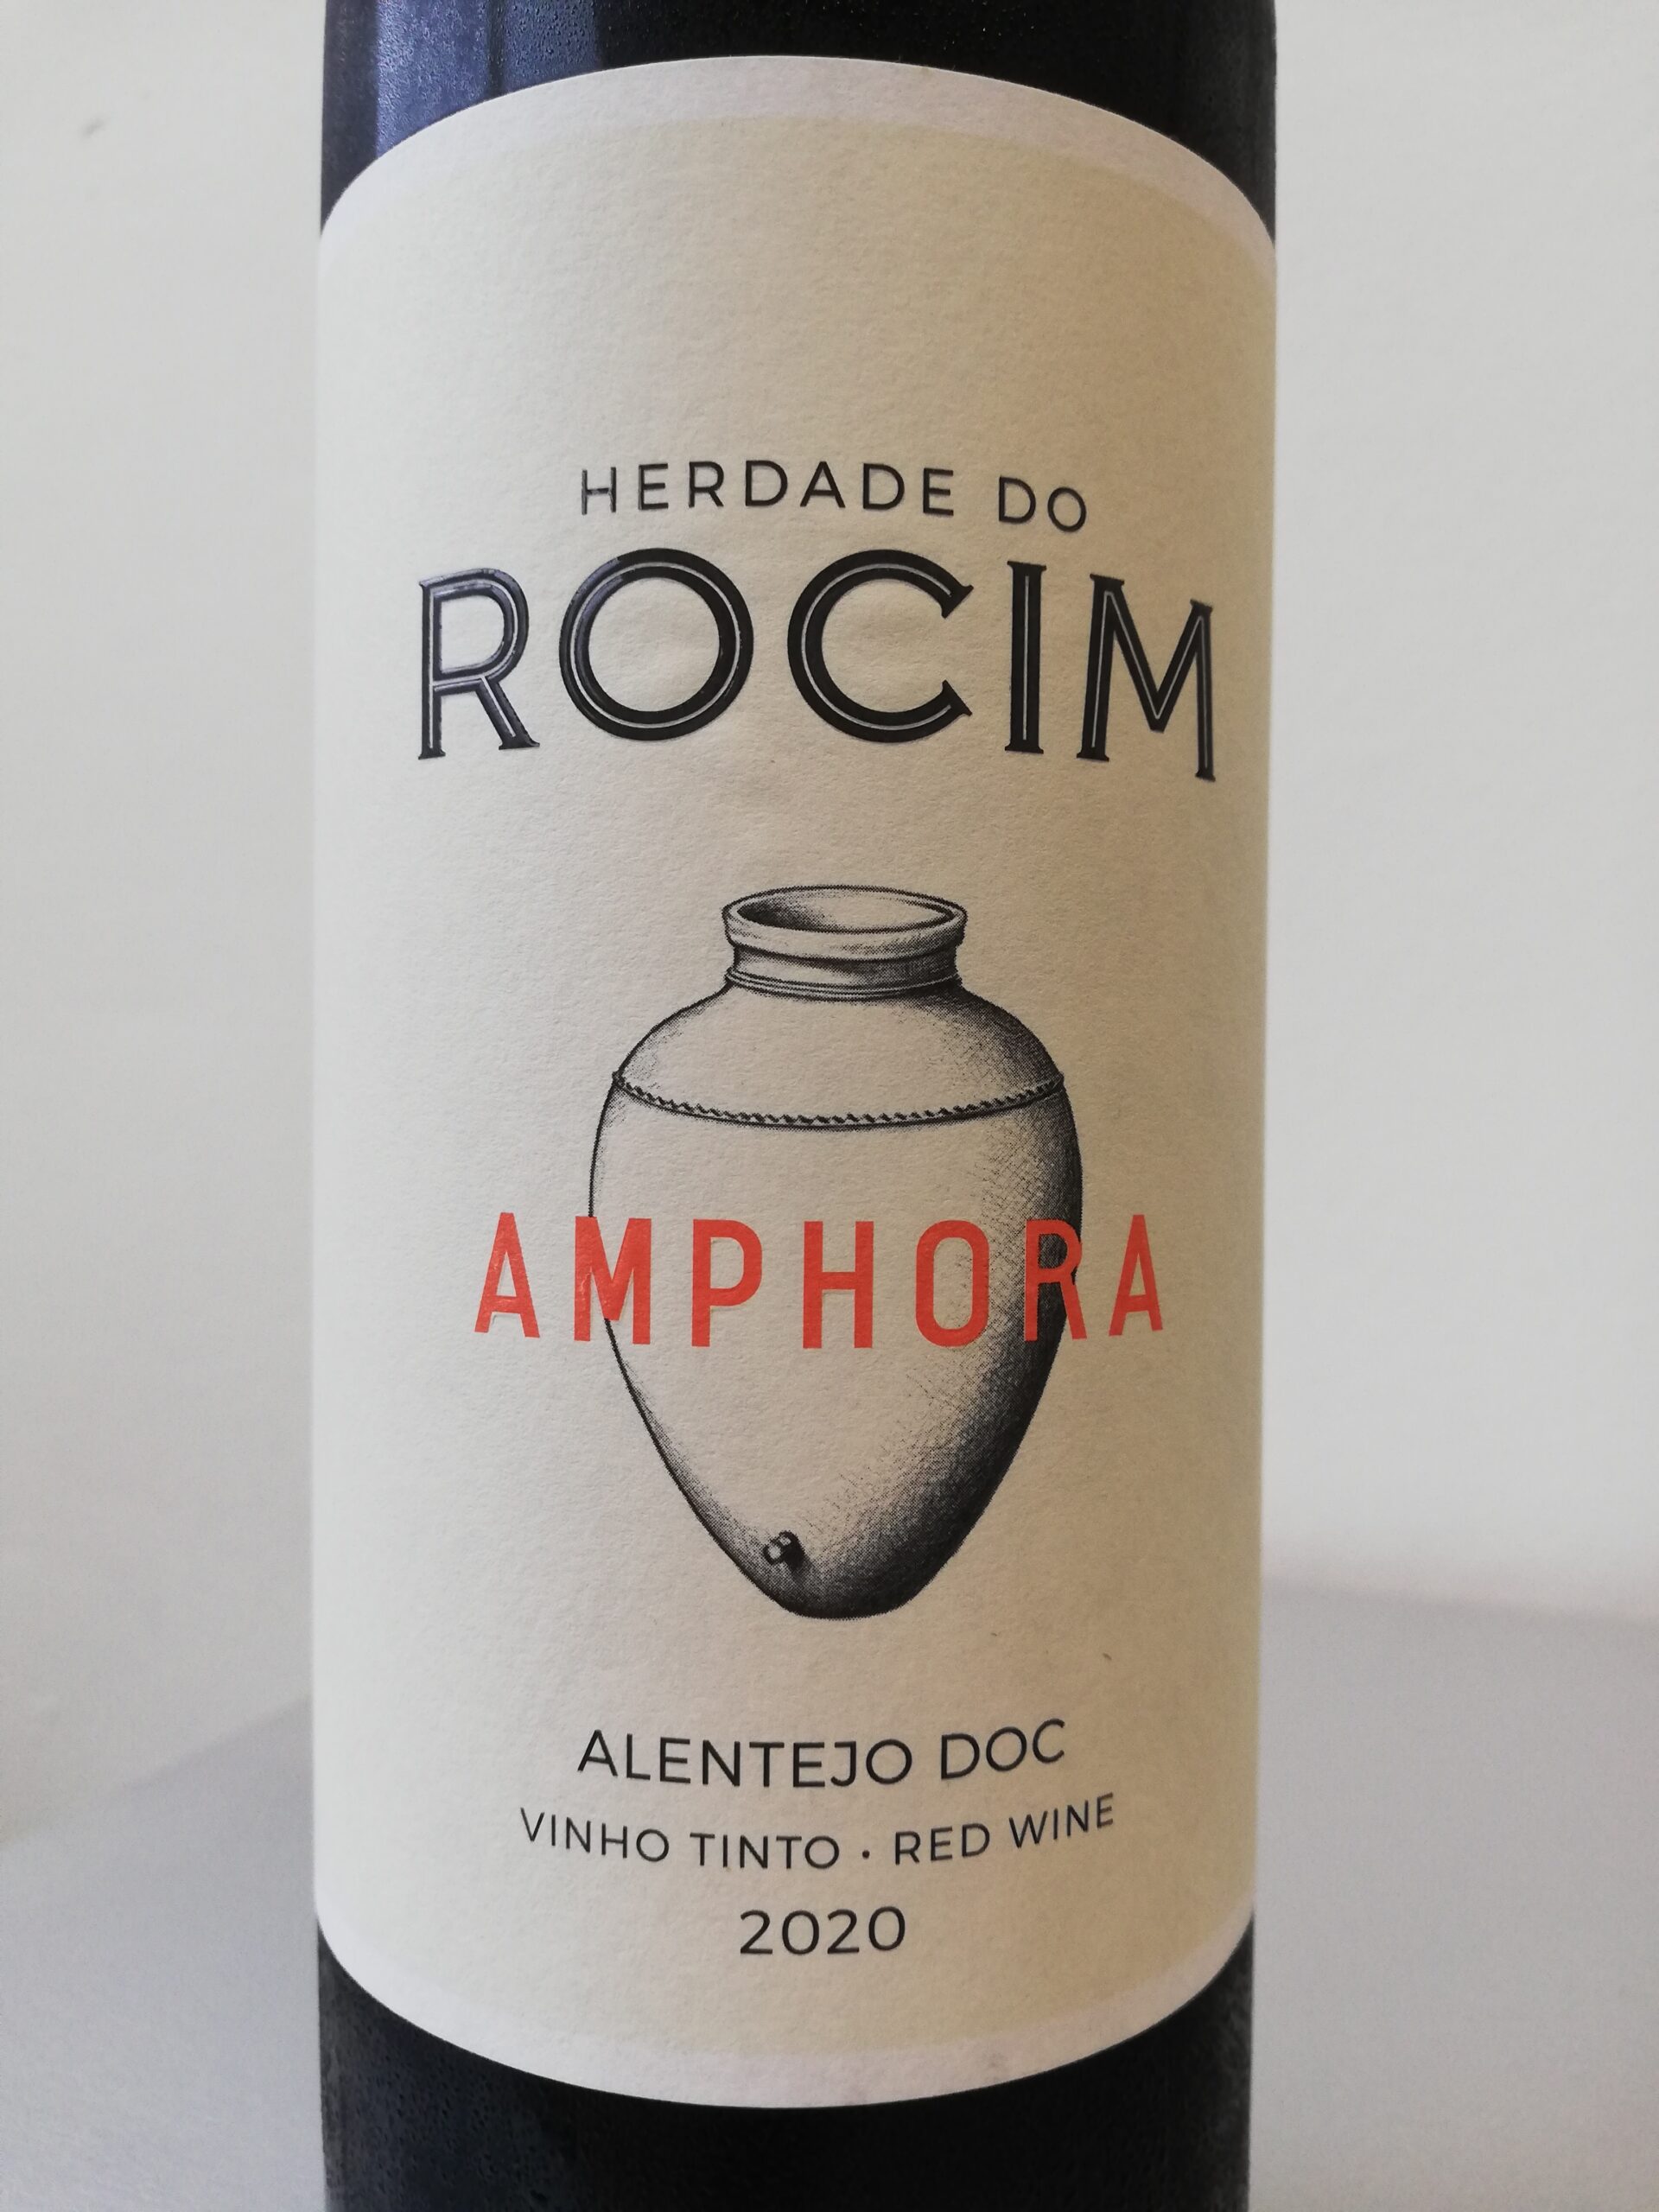 HERDADE DO
ROCIM
AMPHORA
ALENTEJO DOC
VINHO TINTO · RED WINE
2020